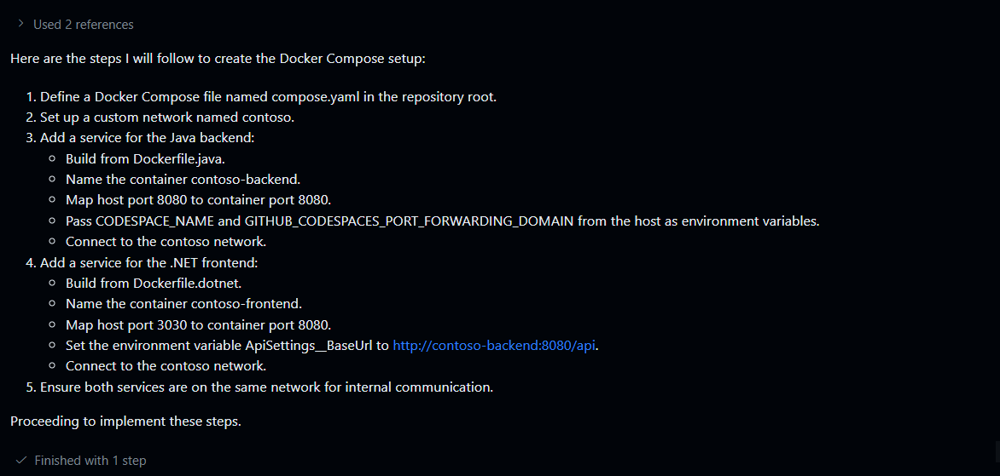 Used 2 references
Here are the steps I will follow to create the Docker Compose setup:
1. Define a Docker Compose file named compose.yaml in the repository root.
2. Set up a custom network named contoso.
3. Add a service for the Java backend:
Build from Dockerfile.java.
Name the container contoso-backend.
Map host port 8080 to container port 8080.
Pass CODESPACE_NAME and GITHUB_CODESPACES_PORT_FORWARDING_DOMAIN from the host as environment variables.
Connect to the contoso network.
4. Add a service for the .NET frontend:
Build from Dockerfile.dotnet.
Name the container contoso-frontend.
Map host port 3030 to container port 8080.
Set the environment variable ApiSettings__BaseUrl to http://contoso-backend:8080/api.
Connect to the contoso network.
5. Ensure both services are on the same network for internal communication.
Proceeding to implement these steps.
Finished with 1 step